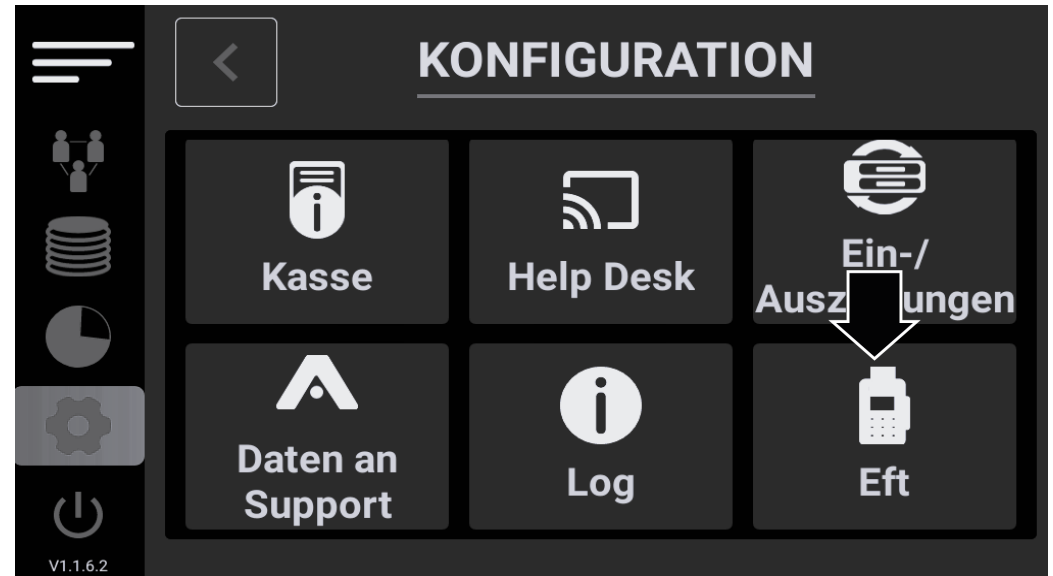 KONFIGURATION
Kasse
Help Desk
Ein-/
Daten an
Support
Log
Eft
V1.1.6.2